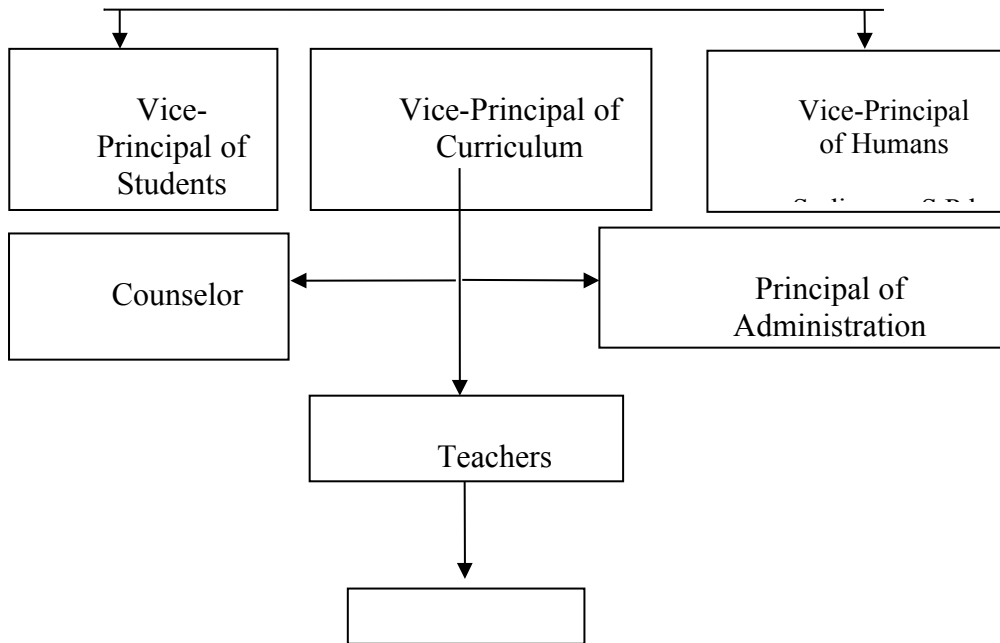 Vice-
Principal of
Students
Vice-Principal of
Curriculum
Vice-Principal
of Humans
Counselor
Principal of
Administration
Teachers